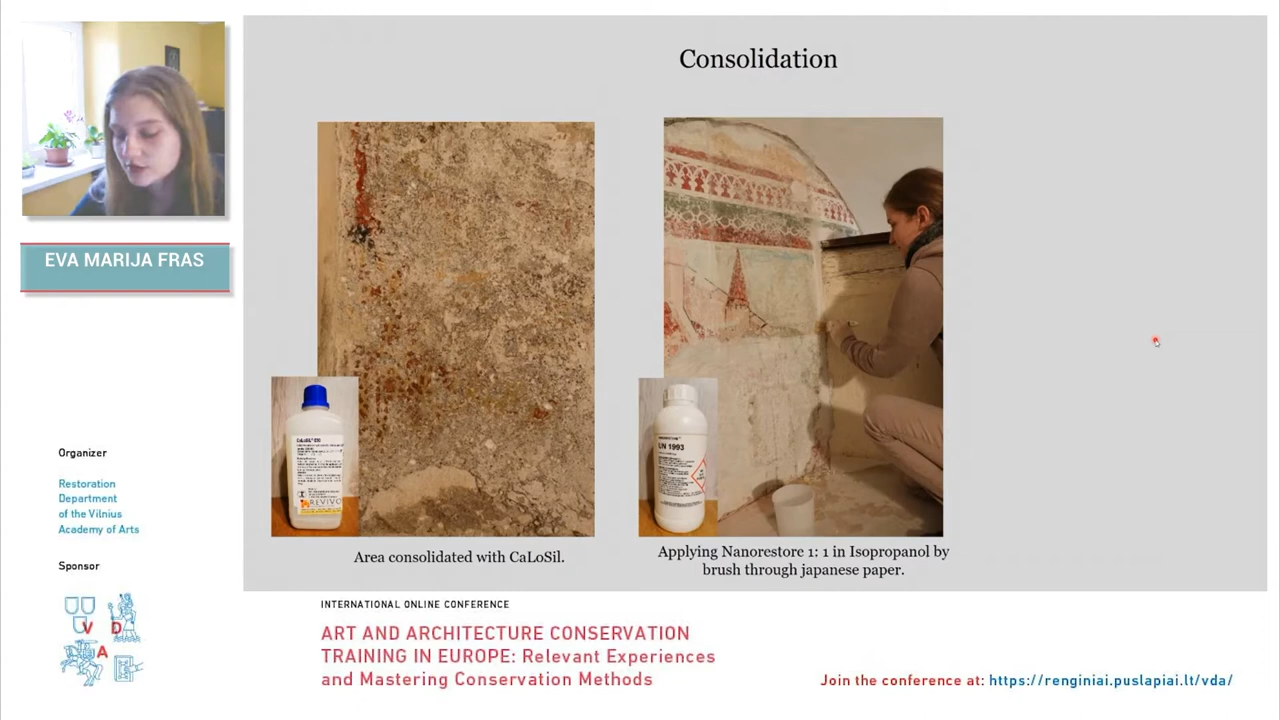 Consolidation
EVA MARIJA FRAS
CaLoSiL
REVIVO
UN 1993
Area consolidated with CaLoSil.
Applying Nanorestore 1: 1 in Isopropanol by
brush through japanese paper.
Organizer
Restoration
Department
of the Vilnius
Academy of Arts
Sponsor
V D
A
INTERNATIONAL ONLINE CONFERENCE
ART AND ARCHITECTURE CONSERVATION
TRAINING IN EUROPE: Relevant Experiences
and Mastering Conservation Methods
Join the conference at: https://renginiai.puslapiai.lt/vda/